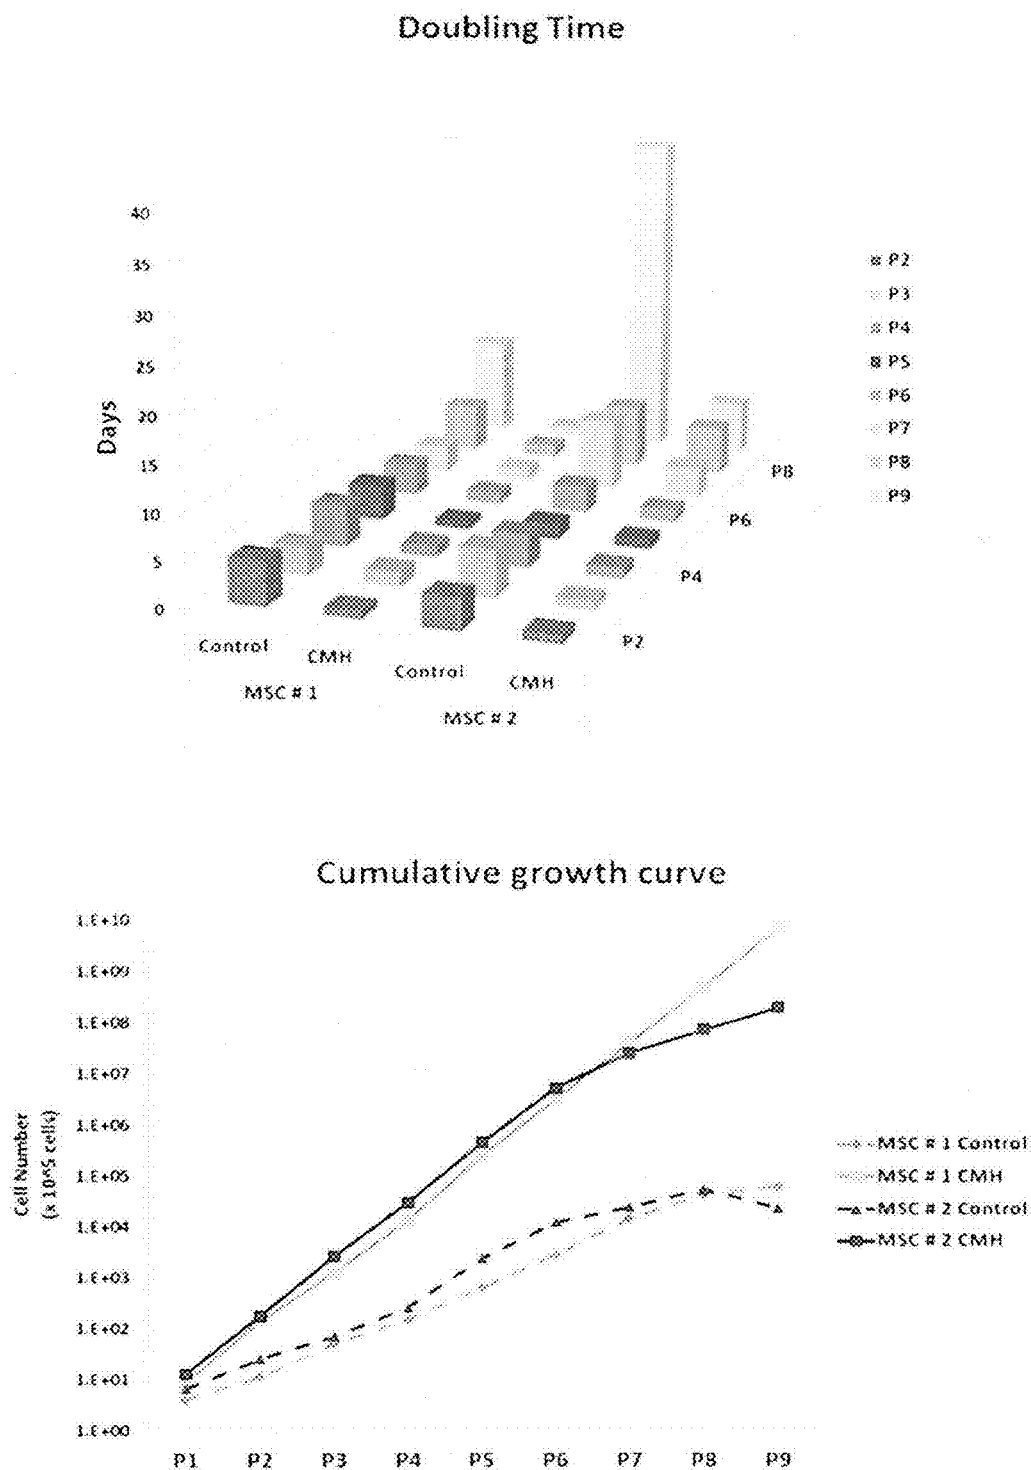 Doubling Time
40
35
30
25
20
15
10
5
0
Days
Control
CMH
Control
CMH
MSC # 1
MSC # 2
P2
P4
P6
P8
P2
P3
P4
P5
P6
P7
P8
P9
Cumulative growth curve
1.E+10
1.E+09
1.E+08
1.E+07
1.E+06
1.E+05
1.E+04
1.E+03
1.E+02
1.E+01
1.E+00
Cell Number
(x 10^5 cells)
P1 P2 P3 P4 P5 P6 P7 P8 P9
MSC # 1 Control
MSC # 1 CMH
MSC # 2 Control
MSC # 2 CMH